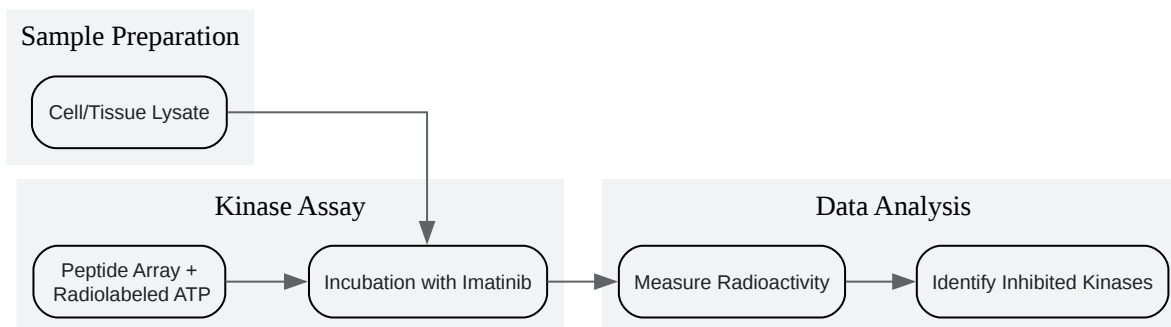 Sample Preparation
Cell/Tissue Lysate
Kinase Assay
Peptide Array +
Radiolabeled ATP
Incubation with Imatinib
Data Analysis
Measure Radioactivity
Identify Inhibited Kinases